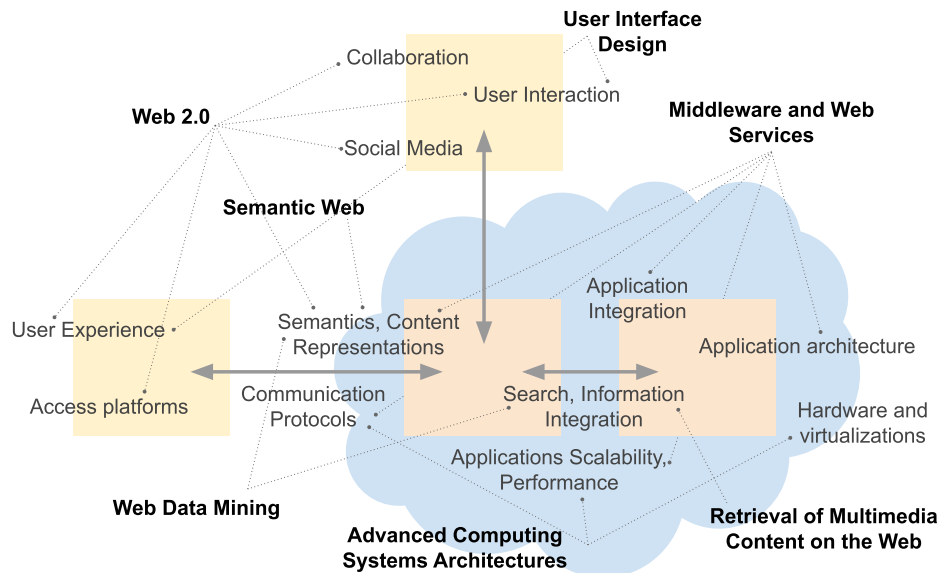 User Interface
Design
Collaboration
User Interaction
Web 2.0
Middleware and Web
Services
Social Media
Semantic Web
Application
Integration
User Experience
Semantics, Content
Representations
Application architecture
Access platforms
Communication
Protocols
Search, Information
Integration
Hardware and
virtualizations
Applications Scalability,
Performance
Web Data Mining
Advanced Computing
Systems Architectures
Retrieval of Multimedia
Content on the Web